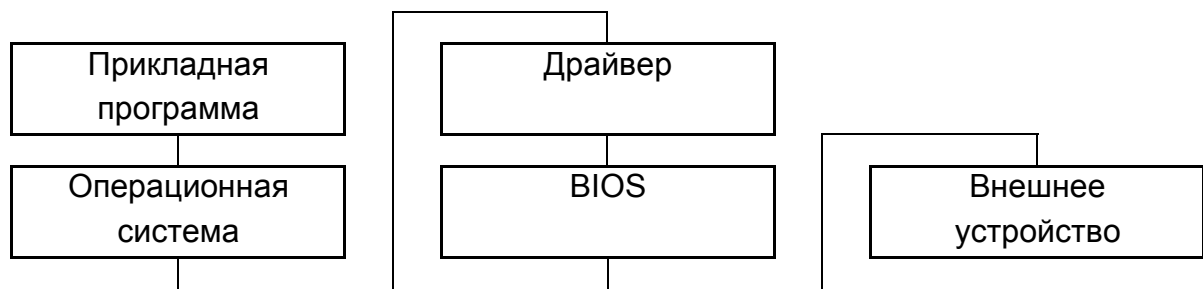 Прикладная
программа
Операционная
система
Драйвер
BIOS
Внешнее
устройство